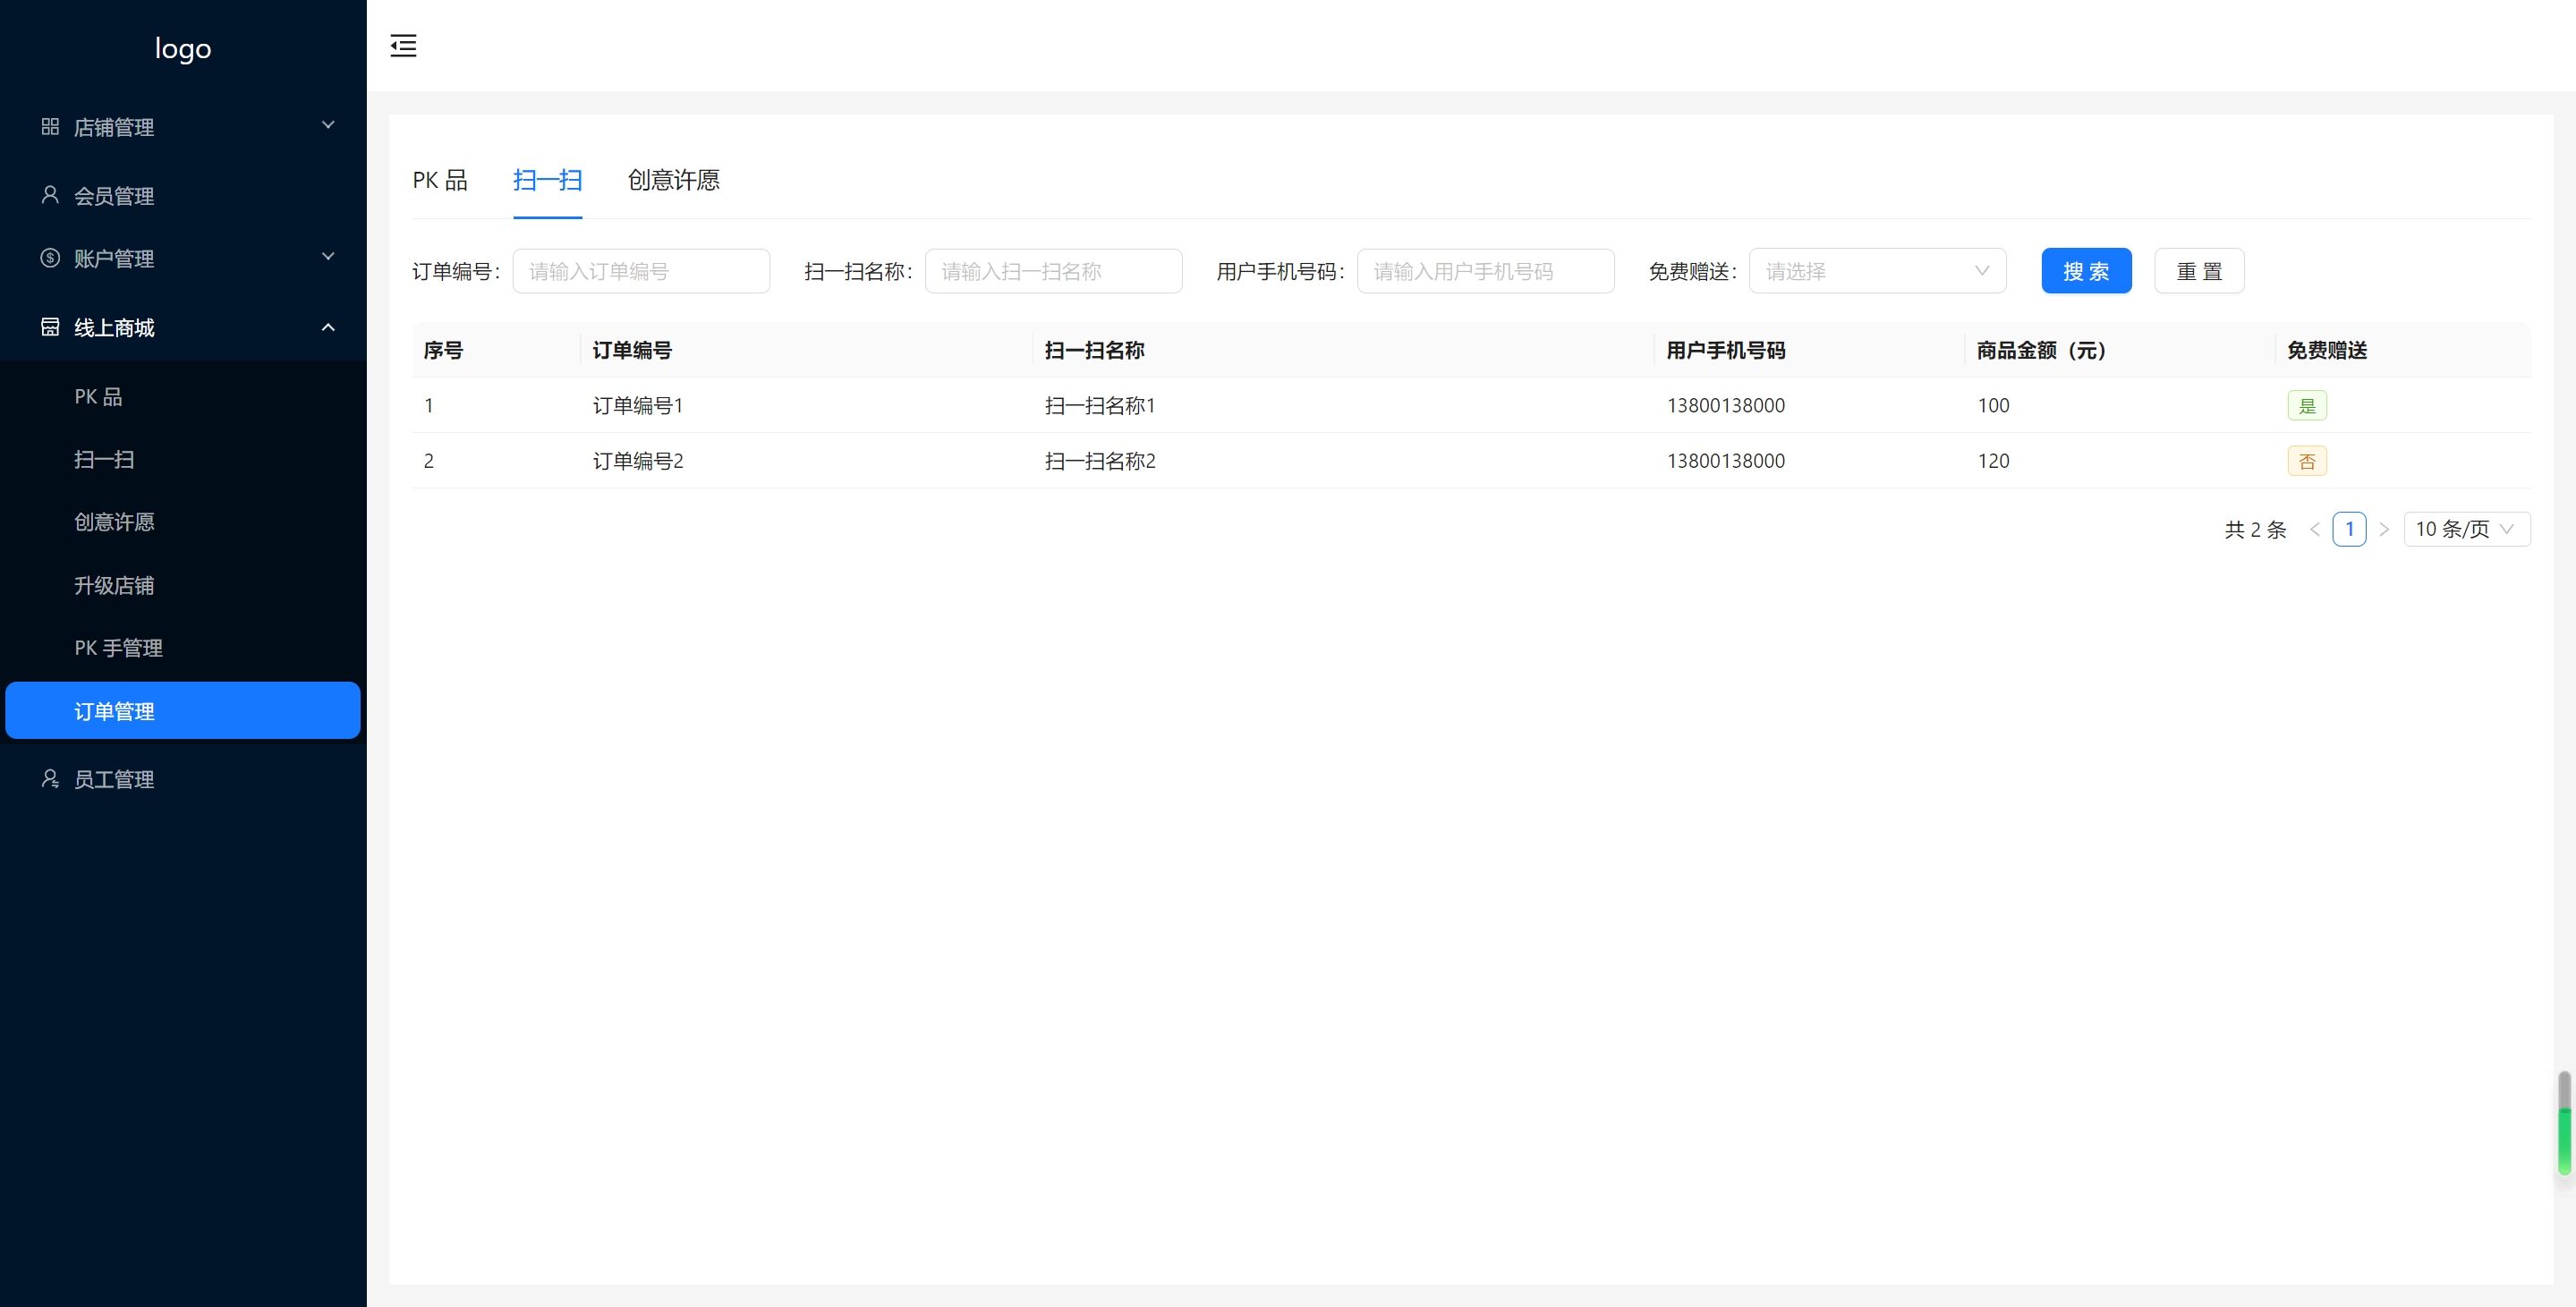 logo
店铺管理
会员管理
账户管理
线上商城
PK 品
扫一扫
创意许愿
升级店铺
PK 手管理
订单管理
员工管理
PK 品 扫一扫 创意许愿
订单编号: 请输入订单编号 扫一扫名称: 请输入扫一扫名称 用户手机号码: 请输入用户手机号码 免费赠送: 请选择 搜 索 重 置
序号 订单编号 扫一扫名称 用户手机号码 商品金额（元） 免费赠送
1 订单编号1 扫一扫名称1 13800138000 100 是
2 订单编号2 扫一扫名称2 13800138000 120 否
共 2 条 < 1 > 10 条/页